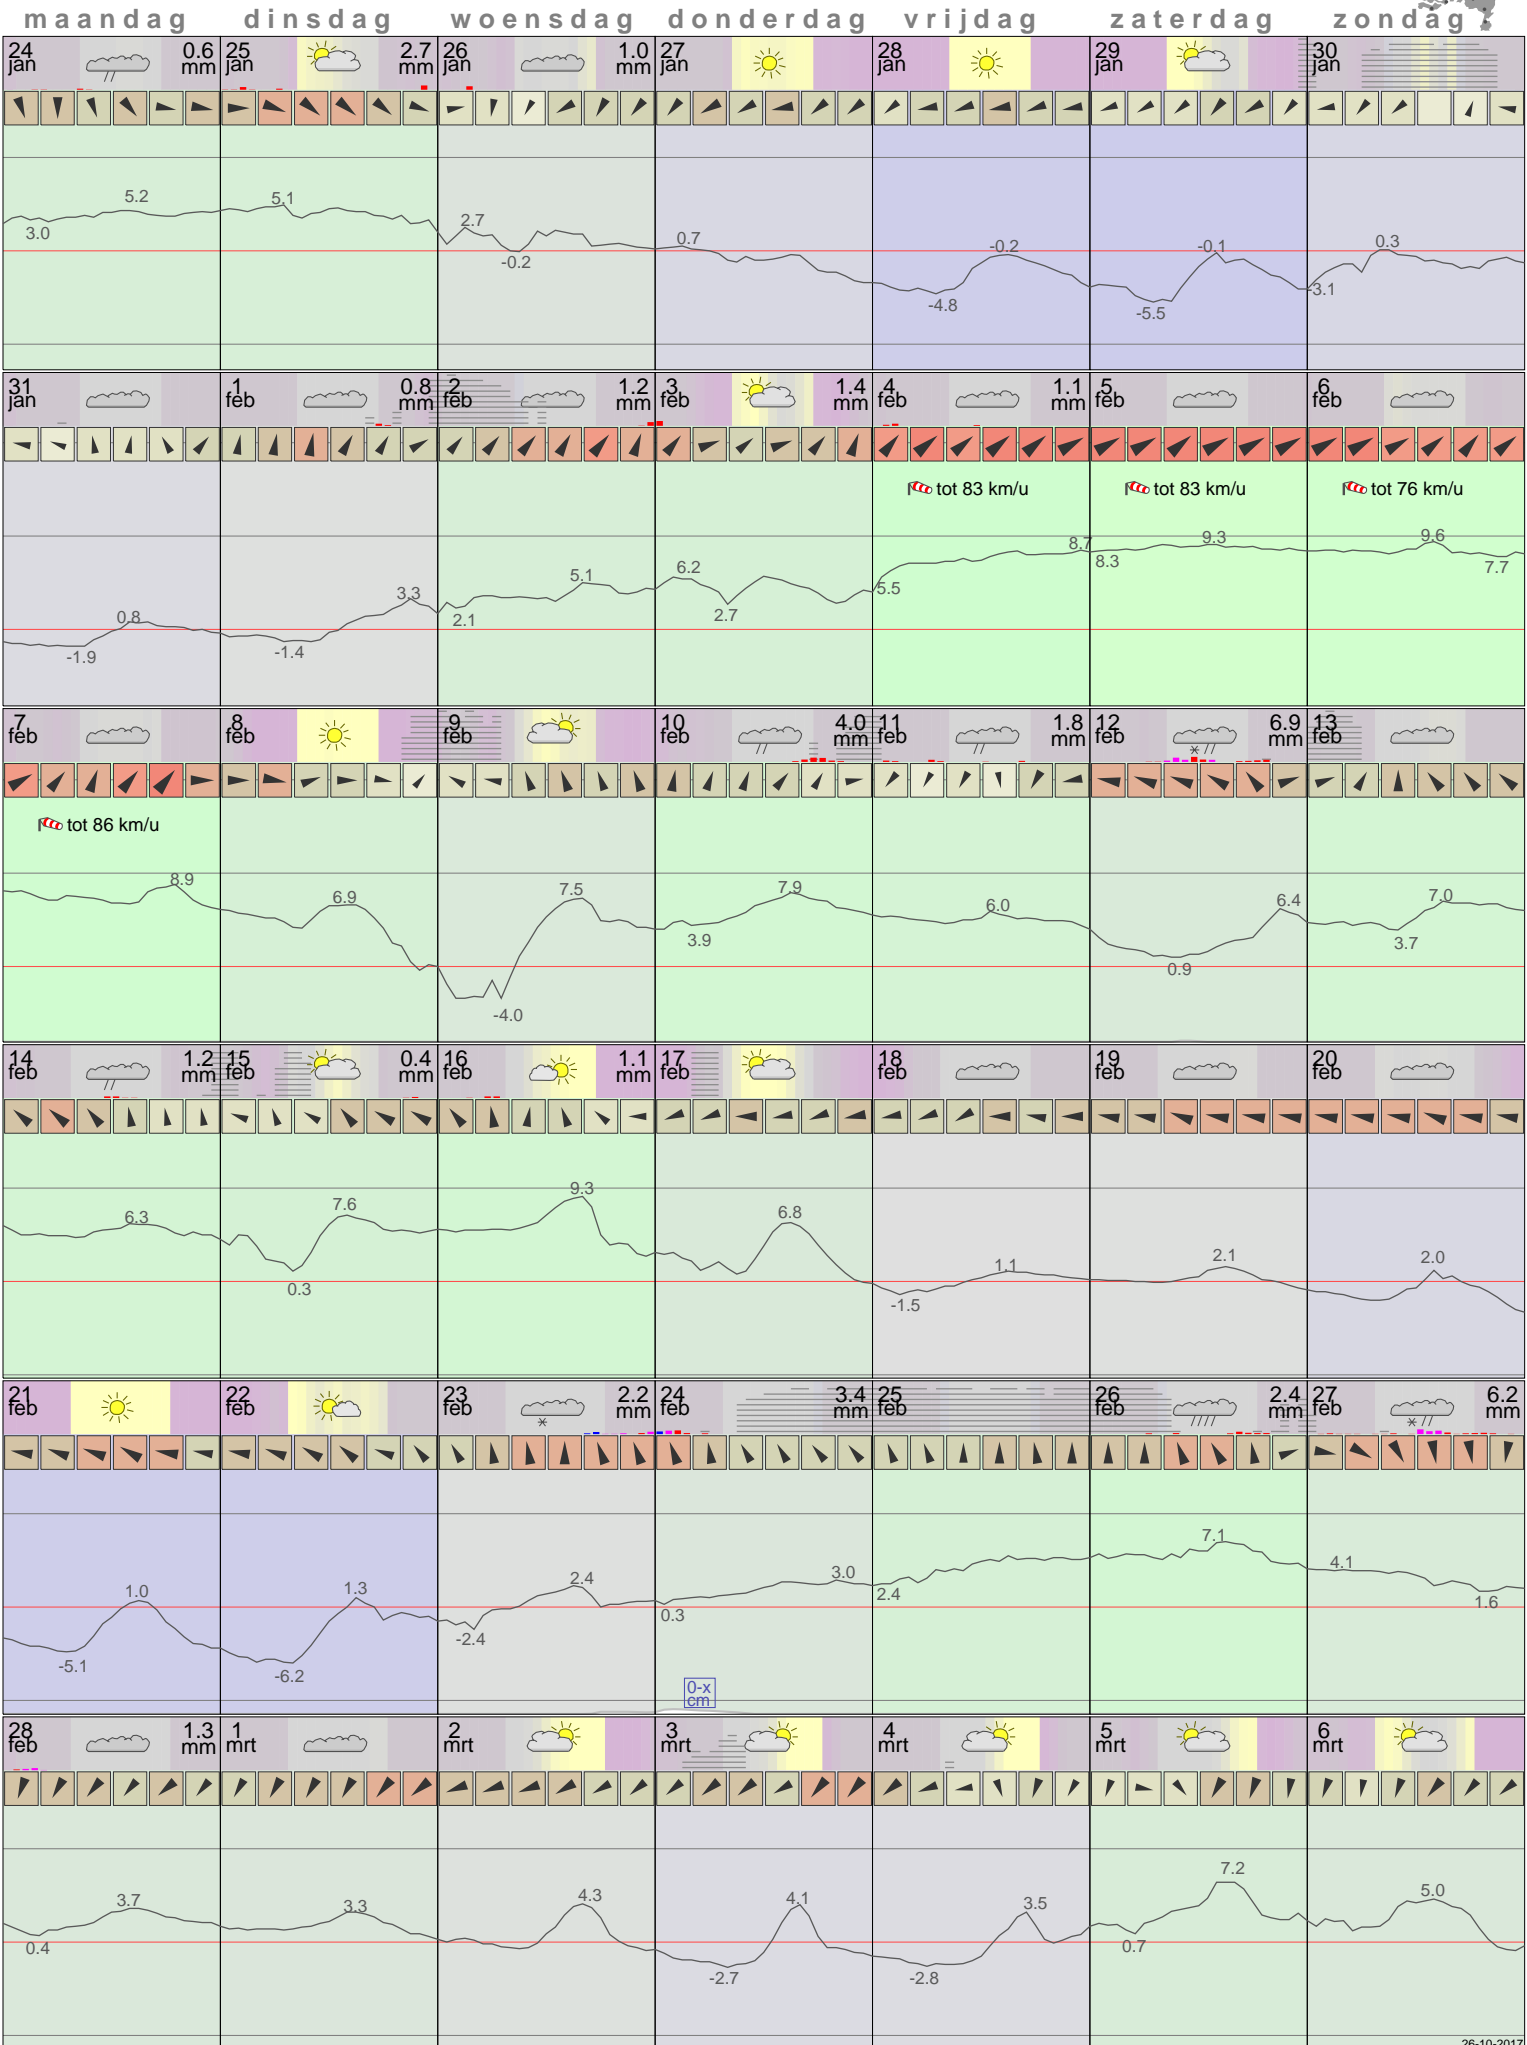 maandag dinsdag woensdag donderdag vrijdag zaterdag zondag
24 jan 0.6 mm 25 jan 2.7 mm 26 jan 1.0 mm 27 jan 28 jan 29 jan 30 jan
5.2 5.1 2.7 0.7 -0.2 -0.1 0.3
3.0 -0.2 -4.8 -5.5 -3.1
31 jan 1 feb 0.8 mm 2 feb 1.2 mm 3 feb 1.4 mm 4 feb 1.1 mm 5 feb 6 feb
tot 83 km/u tot 83 km/u tot 76 km/u
0.8 3.3 5.1 6.2 8.7 9.3 9.6
-1.9 -1.4 2.1 2.7 5.5 8.3 7.7
7 feb 8 feb 9 feb 10 feb 4.0 mm 11 feb 1.8 mm 12 feb 6.9 mm 13 feb
tot 86 km/u
8.9 6.9 7.5 7.9 6.0 6.4 7.0
-4.0 3.9 0.9 3.7
14 feb 1.2 mm 15 feb 0.4 mm 16 feb 1.1 mm 17 feb 18 feb 19 feb 20 feb
6.3 7.6 9.3 6.8 1.1 2.1 2.0
0.3 -1.5
21 feb 22 feb 23 feb 2.2 mm 24 feb 3.4 mm 25 feb 26 feb 2.4 mm 27 feb 6.2 mm
1.0 1.3 2.4 3.0 7.1 4.1
-5.1 -6.2 -2.4 0.3 2.4 1.6
0-x
cm
28 feb 1.3 mm 1 mrt 2 mrt 3 mrt 4 mrt 5 mrt 6 mrt
3.7 3.3 4.3 4.1 3.5 7.2 5.0
0.4 -2.7 -2.8 0.7
26-10-2017